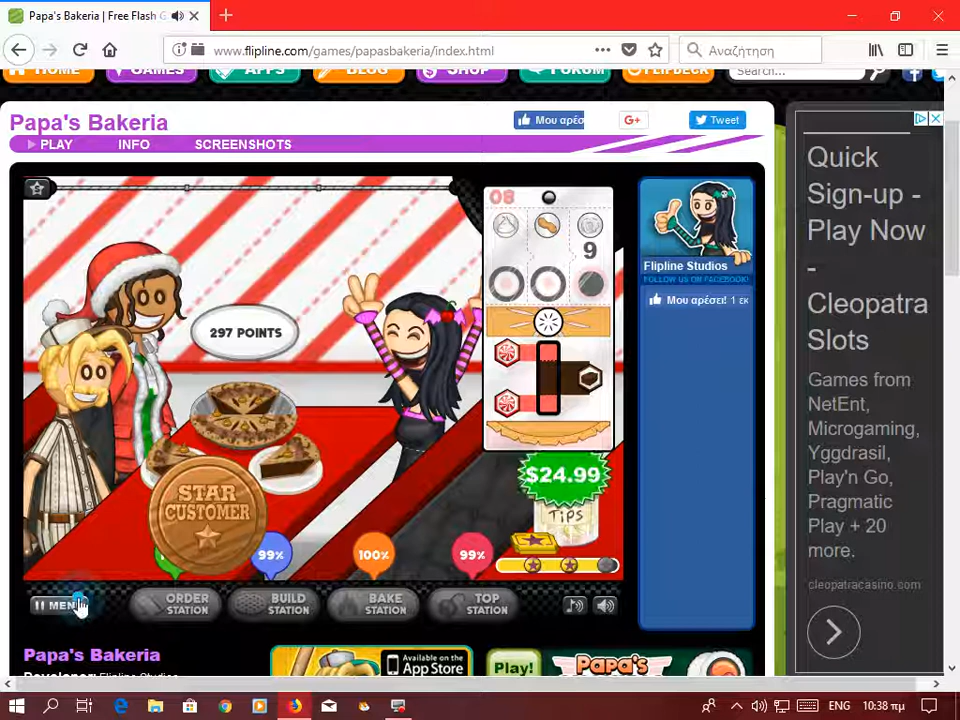 Papa's Bakeria | Free Flash G
www.flipline.com/games/papasbakeria/index.html
Αναζήτηση
HOME GAMES APPS BLOG SHOP FORUM FLIPDECK Search...
Papa's Bakeria
Μου αρέσ
G+
Tweet
PLAY INFO SCREENSHOTS
08
9
297 POINTS
Flipline Studios
FOLLOW US ON FACEBOOK!
Μου αρέσει! 1 εκ
$24.99
TIPS
STAR
CUSTOMER
99% 100% 99%
MENU
ORDER
STATION
BUILD
STATION
BAKE
STATION
TOP
STATION
Papa's Bakeria
Available on the
App Store
Play!
Papa's
Quick
Sign-up -
Play Now
-
Cleopatra
Slots
Games from
NetEnt,
Microgaming,
Yggdrasil,
Play'n Go,
Pragmatic
Play + 20
more.
cleopatracasino.com
ENG
10:38 πμ